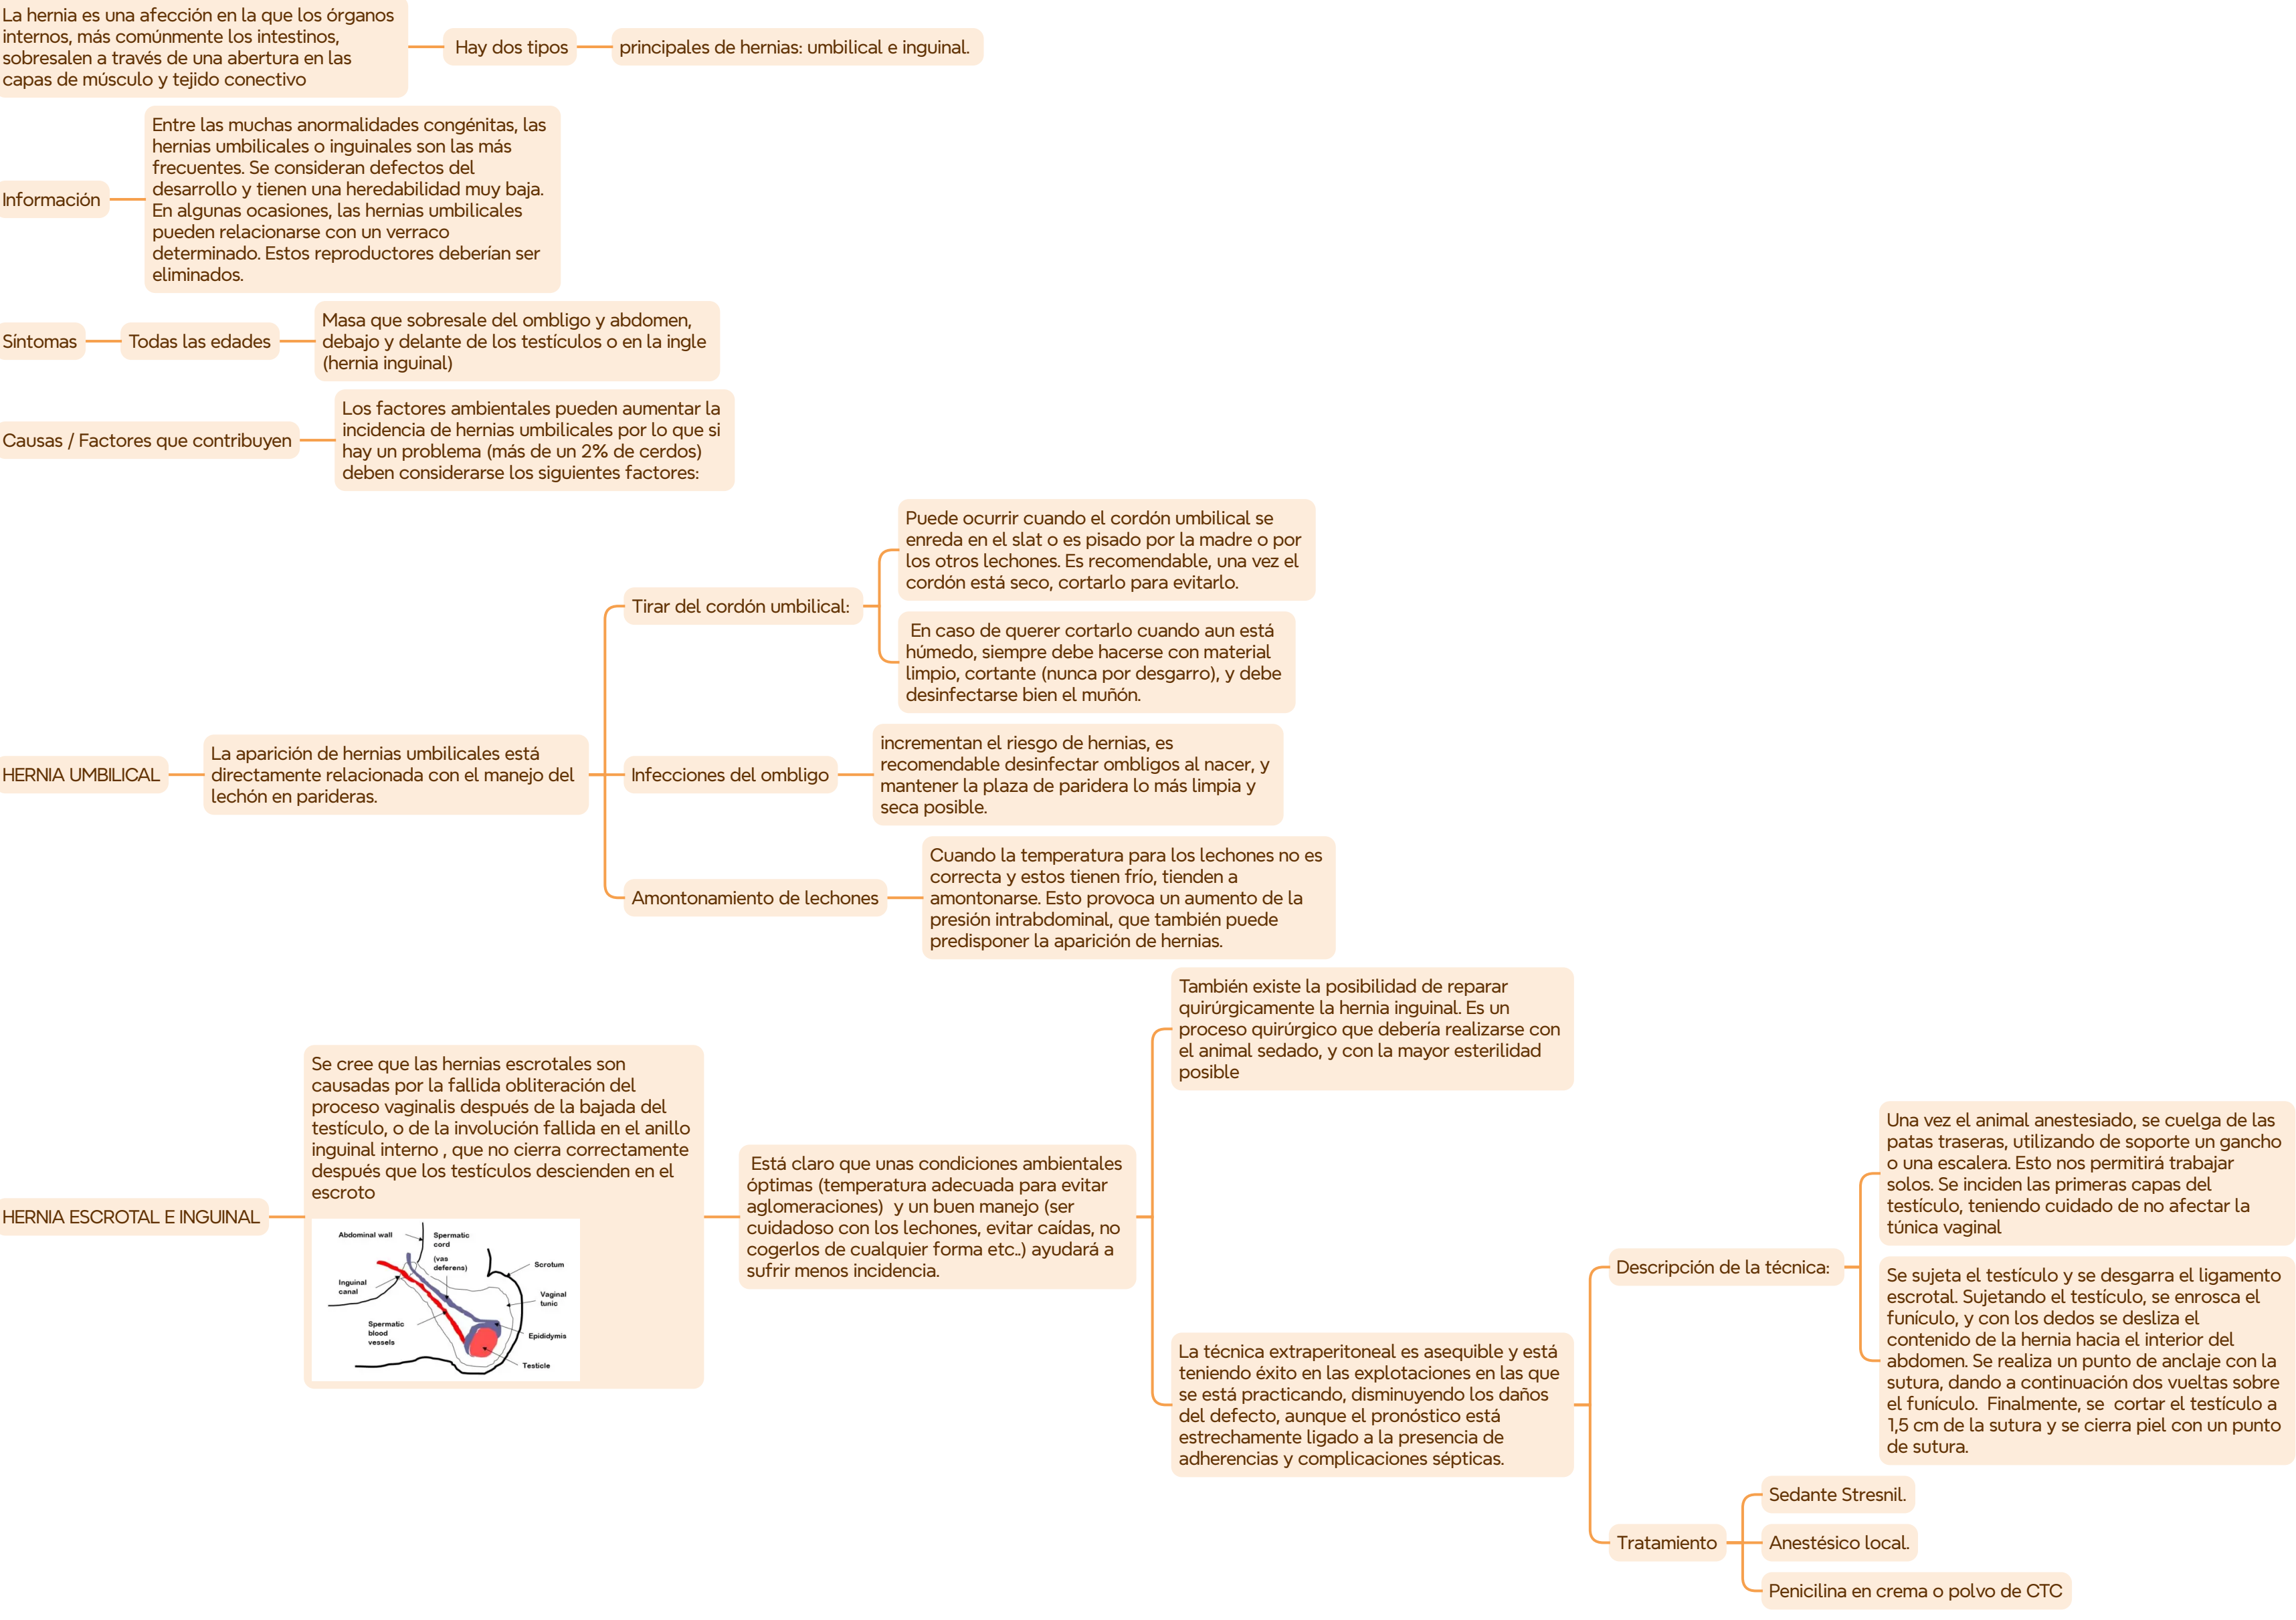 La hernia es una afección en la que los órganos
internos, más comúnmente los intestinos,
sobresalen a través de una abertura en las
capas de músculo y tejido conectivo
Hay dos tipos
principales de hernias: umbilical e inguinal.
Información
Entre las muchas anormalidades congénitas, las
hernias umbilicales o inguinales son las más
frecuentes. Se consideran defectos del
desarrollo y tienen una heredabilidad muy baja.
En algunas ocasiones, las hernias umbilicales
pueden relacionarse con un verraco
determinado. Estos reproductores deberían ser
eliminados.
Síntomas
Todas las edades
Masa que sobresale del ombligo y abdomen,
debajo y delante de los testículos o en la ingle
(hernia inguinal)
Causas / Factores que contribuyen
Los factores ambientales pueden aumentar la
incidencia de hernias umbilicales por lo que si
hay un problema (más de un 2% de cerdos)
deben considerarse los siguientes factores:
HERNIA UMBILICAL
La aparición de hernias umbilicales está
directamente relacionada con el manejo del
lechón en parideras.
Tirar del cordón umbilical:
Puede ocurrir cuando el cordón umbilical se
enreda en el slat o es pisado por la madre o por
los otros lechones. Es recomendable, una vez el
cordón está seco, cortarlo para evitarlo.
En caso de querer cortarlo cuando aun está
húmedo, siempre debe hacerse con material
limpio, cortante (nunca por desgarro), y debe
desinfectarse bien el muñón.
Infecciones del ombligo
incrementan el riesgo de hernias, es
recomendable desinfectar ombligos al nacer, y
mantener la plaza de paridera lo más limpia y
seca posible.
Amontonamiento de lechones
Cuando la temperatura para los lechones no es
correcta y estos tienen frío, tienden a
amontonarse. Esto provoca un aumento de la
presión intrabdominal, que también puede
predisponer la aparición de hernias.
HERNIA ESCROTAL E INGUINAL
Se cree que las hernias escrotales son
causadas por la fallida obliteración del
proceso vaginalis después de la bajada del
testículo, o de la involución fallida en el anillo
inguinal interno , que no cierra correctamente
después que los testículos descienden en el
escroto
Abdominal wall
Spermatic
cord
(vas
deferens)
Scrotum
Inguinal
canal
Vaginal
tunic
Spermatic
blood
vessels
Epididymis
Testicle
Está claro que unas condiciones ambientales
óptimas (temperatura adecuada para evitar
aglomeraciones)  y un buen manejo (ser
cuidadoso con los lechones, evitar caídas, no
cogerlos de cualquier forma etc..) ayudará a
sufrir menos incidencia.
También existe la posibilidad de reparar
quirúrgicamente la hernia inguinal. Es un
proceso quirúrgico que debería realizarse con
el animal sedado, y con la mayor esterilidad
posible
La técnica extraperitoneal es asequible y está
teniendo éxito en las explotaciones en las que
se está practicando, disminuyendo los daños
del defecto, aunque el pronóstico está
estrechamente ligado a la presencia de
adherencias y complicaciones sépticas.
Descripción de la técnica:
Una vez el animal anestesiado, se cuelga de las
patas traseras, utilizando de soporte un gancho
o una escalera. Esto nos permitirá trabajar
solos. Se inciden las primeras capas del
testículo, teniendo cuidado de no afectar la
túnica vaginal
Se sujeta el testículo y se desgarra el ligamento
escrotal. Sujetando el testículo, se enrosca el
funículo, y con los dedos se desliza el
contenido de la hernia hacia el interior del
abdomen. Se realiza un punto de anclaje con la
sutura, dando a continuación dos vueltas sobre
el funículo.  Finalmente, se  cortar el testículo a
1,5 cm de la sutura y se cierra piel con un punto
de sutura.
Tratamiento
Sedante Stresnil.
Anestésico local.
Penicilina en crema o polvo de CTC